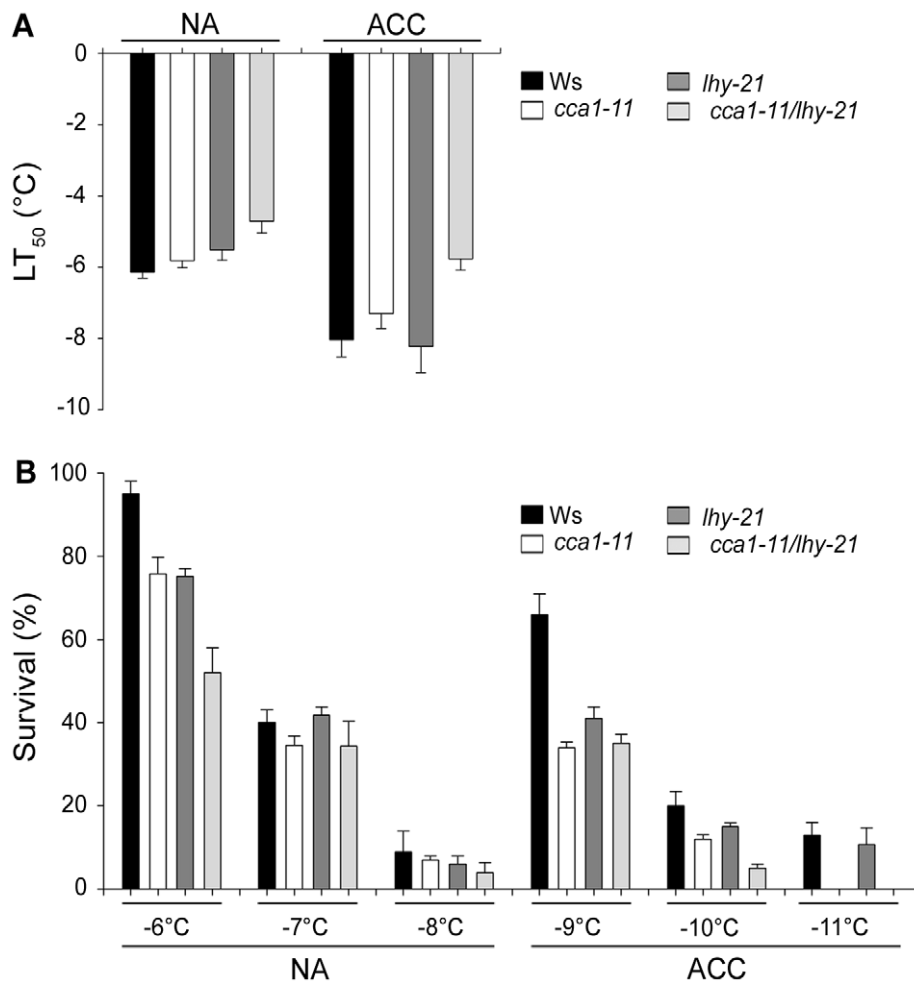 A
NA ACC
0
-2
-4
-6
-8
-10
LT50 (°C)
Ws lhy-21
cca1-11 cca1-11/lhy-21
B
100
80
60
40
20
0
Survival (%)
Ws lhy-21
cca1-11 cca1-11/lhy-21
-6°C -7°C -8°C -9°C -10°C -11°C
NA ACC